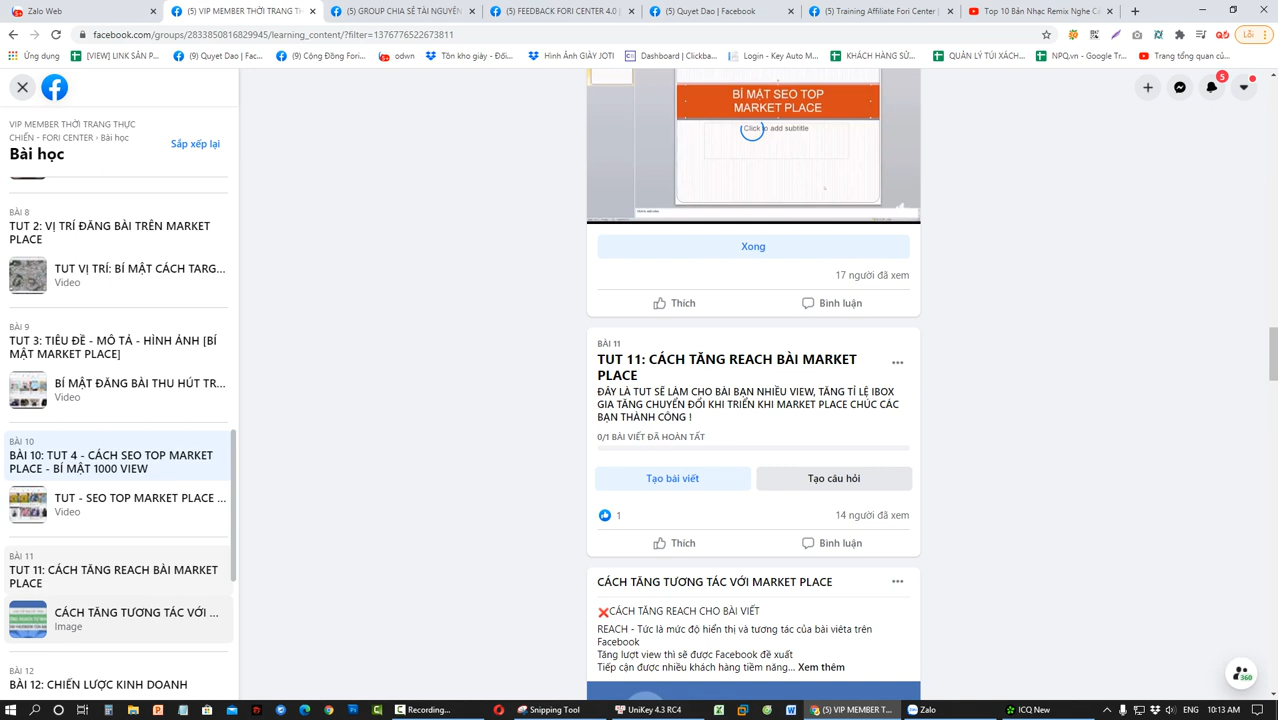 Zalo Web
(5) VIP MEMBER THỜI TRANG TH
(5) GROUP CHIA SẺ TÀI NGUYÊN
(5) FEEDBACK FORI CENTER 4.0 |
(5) Quyet Dao | Facebook
(5) Training Affiliate Fori Center |
Top 10 Bản Nhạc Remix Nghe Cả
facebook.com/groups/2833850816829945/learning_content/?filter=1376776522673811
Lỗi
Ứng dụng
[VIEW] LINK SẢN P...
(9) Quyet Dao | Fac...
(9) Cộng Đồng Fori...
odwn
Tồn kho giày - Đối...
Hình Ảnh GIÀY JOTI
Dashboard | Clickba...
Login - Key Auto M...
KHÁCH HÀNG SỬ...
QUẢN LÝ TÚI XÁCH...
NPQ.vn - Google Tr...
Trang tổng quan củ...
5
VIP MEMBER THỜI TRANG THỰC
CHIẾN - FORI CENTER › Bài học
Bài học
Sắp xếp lại
BÀI 8
TUT 2: VỊ TRÍ ĐĂNG BÀI TRÊN MARKET
PLACE
TUT VỊ TRÍ: BÍ MẬT CÁCH TARG...
Video
BÀI 9
TUT 3: TIÊU ĐỀ - MÔ TẢ - HÌNH ẢNH [BÍ
MẬT MARKET PLACE]
BÍ MẬT ĐĂNG BÀI THU HÚT TR...
Video
BÀI 10
BÀI 10: TUT 4 - CÁCH SEO TOP MARKET
PLACE - BÍ MẬT 1000 VIEW
TUT - SEO TOP MARKET PLACE ...
Video
BÀI 11
TUT 11: CÁCH TĂNG REACH BÀI MARKET
PLACE
CÁCH TĂNG TƯƠNG TÁC VỚI ...
Image
BÀI 12
BÀI 12: CHIẾN LƯỢC KINH DOANH
BÍ MẬT SEO TOP
MARKET PLACE
Click to add subtitle
Xong
17 người đã xem
Thích
Bình luận
BÀI 11
TUT 11: CÁCH TĂNG REACH BÀI MARKET
PLACE
ĐÂY LÀ TUT SẼ LÀM CHO BÀI BẠN NHIỀU VIEW, TĂNG TỈ LỆ IBOX
GIA TĂNG CHUYỂN ĐỔI KHI TRIỂN KHI MARKET PLACE CHÚC CÁC
BẠN THÀNH CÔNG !
0/1 BÀI VIẾT ĐÃ HOÀN TẤT
Tạo bài viết
Tạo câu hỏi
1
14 người đã xem
Thích
Bình luận
CÁCH TĂNG TƯƠNG TÁC VỚI MARKET PLACE
❌CÁCH TĂNG REACH CHO BÀI VIẾT
REACH - Tức là mức độ hiển thị và tương tác của bài viêta trên
Facebook
Tăng lượt view thì sẽ được Facebook đề xuất
Tiếp cận được nhiều khách hàng tiềm năng... Xem thêm
360
Recording...
Snipping Tool
UniKey 4.3 RC4
(5) VIP MEMBER T...
Zalo
ICQ New
ENG
10:13 AM